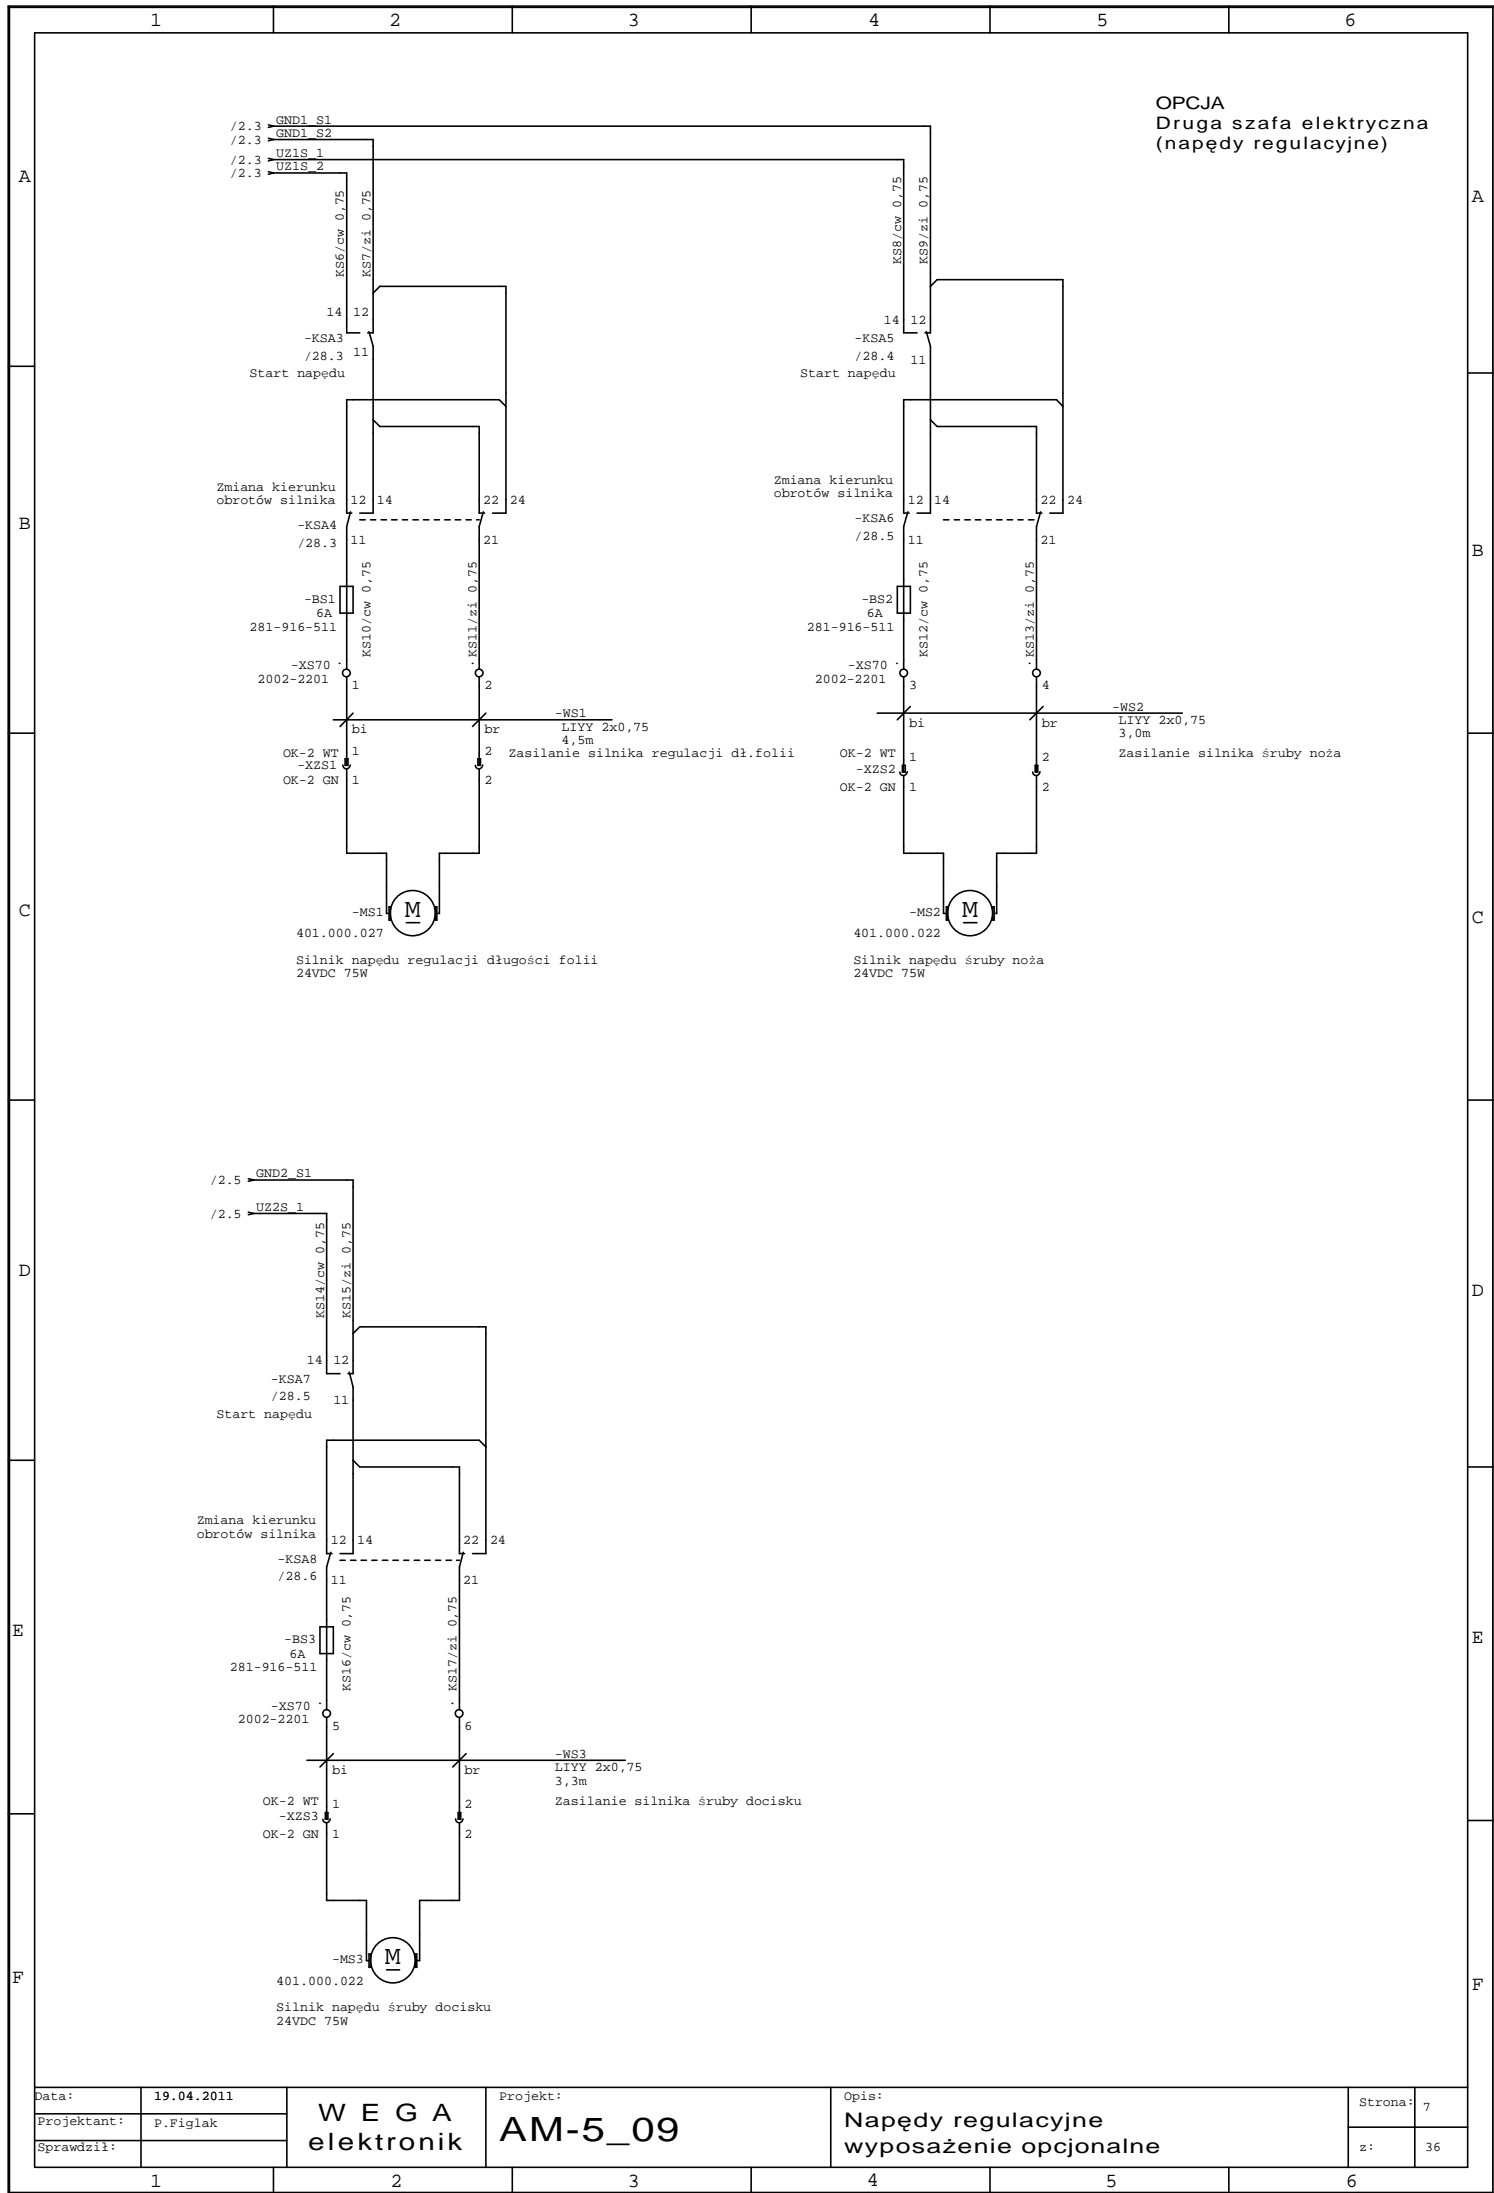 1 2 3 4 5 6
OPCJA
Druga szafa elektryczna
(napędy regulacyjne)
/2.3 GND1_S1
/2.3 GND1_S2
/2.3 UZ1S_1
/2.3 UZ1S_2
A A
KS6/cw 0,75
KS7/zi 0,75
KS8/cw 0,75
KS9/zi 0,75
14 12
-KSA3
/28.3 11
Start napędu
14 12
-KSA5
/28.4 11
Start napędu
Zmiana kierunku
obrotów silnika 12 14 22 24
-KSA4
/28.3 11 21
Zmiana kierunku
obrotów silnika 12 14 22 24
-KSA6
/28.5 11 21
B B
-BS1
6A
281-916-511
KS10/cw 0,75
KS11/zi 0,75
-XS70
2002-2201 1 2
-BS2
6A
281-916-511
KS12/cw 0,75
KS13/zi 0,75
-XS70
2002-2201 3 4
bi br
-WS1
LIYY 2x0,75
4,5m
Zasilanie silnika regulacji dł.folii
bi br
-WS2
LIYY 2x0,75
3,0m
Zasilanie silnika śruby noża
OK-2 WT 1 2
-XZS1
OK-2 GN 1 2
OK-2 WT 1 2
-XZS2
OK-2 GN 1 2
C C
-MS1 M
401.000.027
Silnik napędu regulacji długości folii
24VDC 75W
-MS2 M
401.000.022
Silnik napędu śruby noża
24VDC 75W
/2.5 GND2_S1
/2.5 UZ2S_1
D D
KS14/cw 0,75
KS15/zi 0,75
14 12
-KSA7
/28.5 11
Start napędu
Zmiana kierunku
obrotów silnika 12 14 22 24
-KSA8
/28.6 11 21
E E
-BS3
6A
281-916-511
KS16/cw 0,75
KS17/zi 0,75
-XS70
2002-2201 5 6
bi br
-WS3
LIYY 2x0,75
3,3m
Zasilanie silnika śruby docisku
OK-2 WT 1 2
-XZS3
OK-2 GN 1 2
F F
-MS3 M
401.000.022
Silnik napędu śruby docisku
24VDC 75W
Data: 19.04.2011
Projektant: P.Figlak
Sprawdził:
W E G A
elektronik
Projekt:
AM-5_09
Opis:
Napędy regulacyjne
wyposażenie opcjonalne
Strona: 7
z: 36
1 2 3 4 5 6